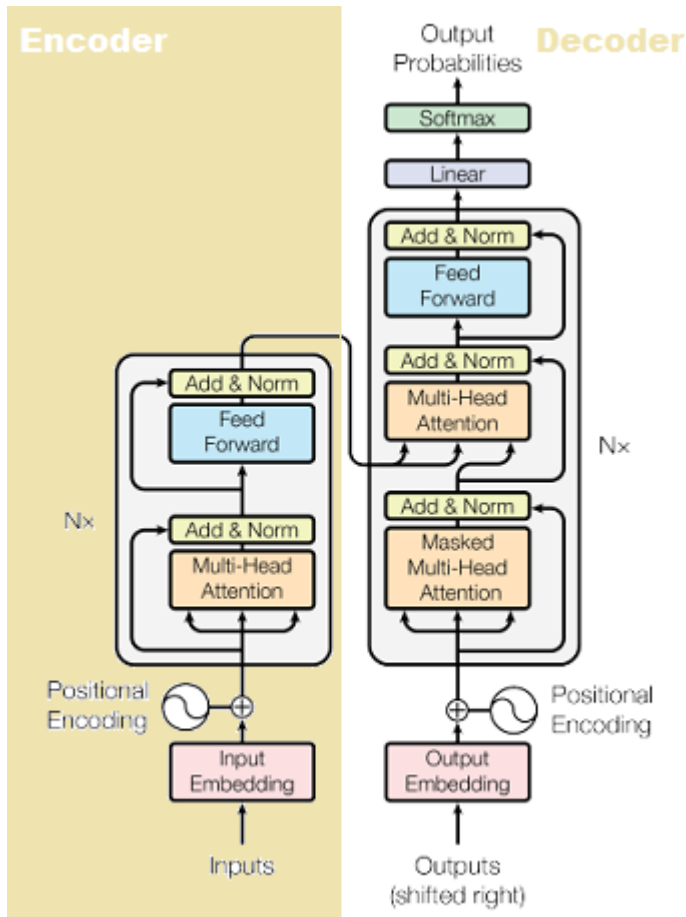 Encoder
Decoder
Output
Probabilities
Softmax
Linear
Add & Norm
Feed
Forward
Add & Norm
Multi-Head
Attention
Add & Norm
Masked
Multi-Head
Attention
N×
Positional
Encoding
Output
Embedding
Outputs
(shifted right)
Add & Norm
Feed
Forward
Add & Norm
Multi-Head
Attention
N×
Positional
Encoding
Input
Embedding
Inputs